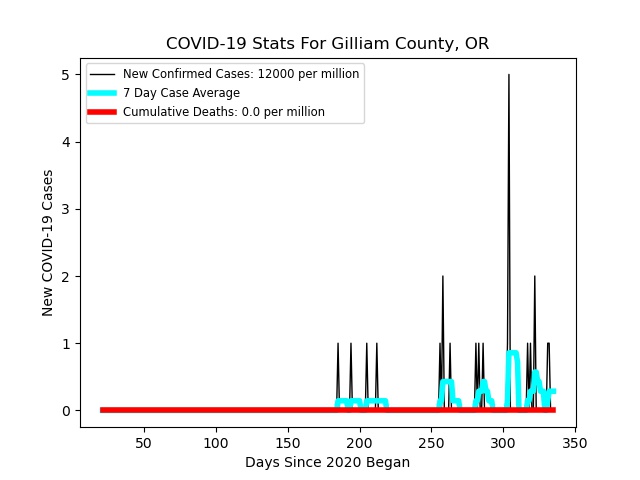 COVID-19 Stats For Gilliam County, OR
New Confirmed Cases: 12000 per million
7 Day Case Average
Cumulative Deaths: 0.0 per million
New COVID-19 Cases
5
4
3
2
1
0
50 100 150 200 250 300 350
Days Since 2020 Began